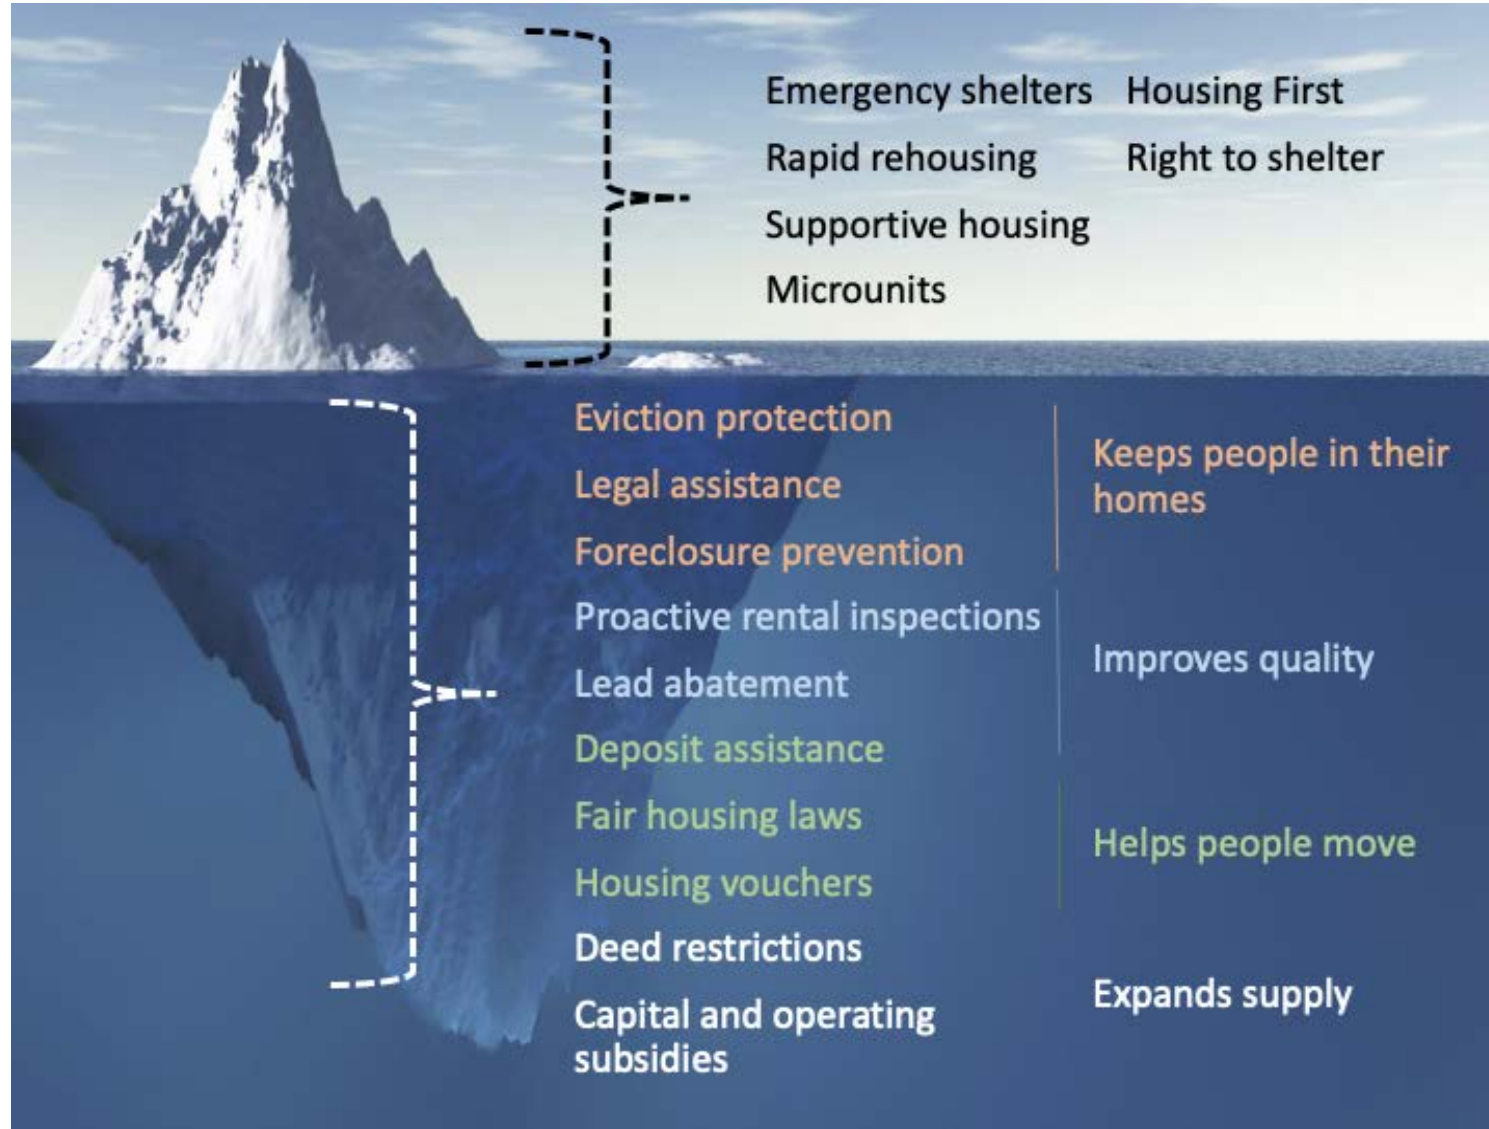 Emergency shelters Housing First
Rapid rehousing Right to shelter
Supportive housing
Microunits
Eviction protection
Legal assistance
Foreclosure prevention
Keeps people in their
homes
Proactive rental inspections
Lead abatement
Improves quality
Deposit assistance
Fair housing laws
Housing vouchers
Helps people move
Deed restrictions
Capital and operating
subsidies
Expands supply